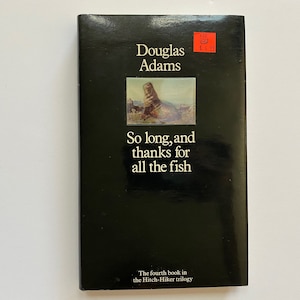 Douglas
Adams
So long, and
thanks for
all the fish
The fourth book in
the Hitch-Hiker trilogy